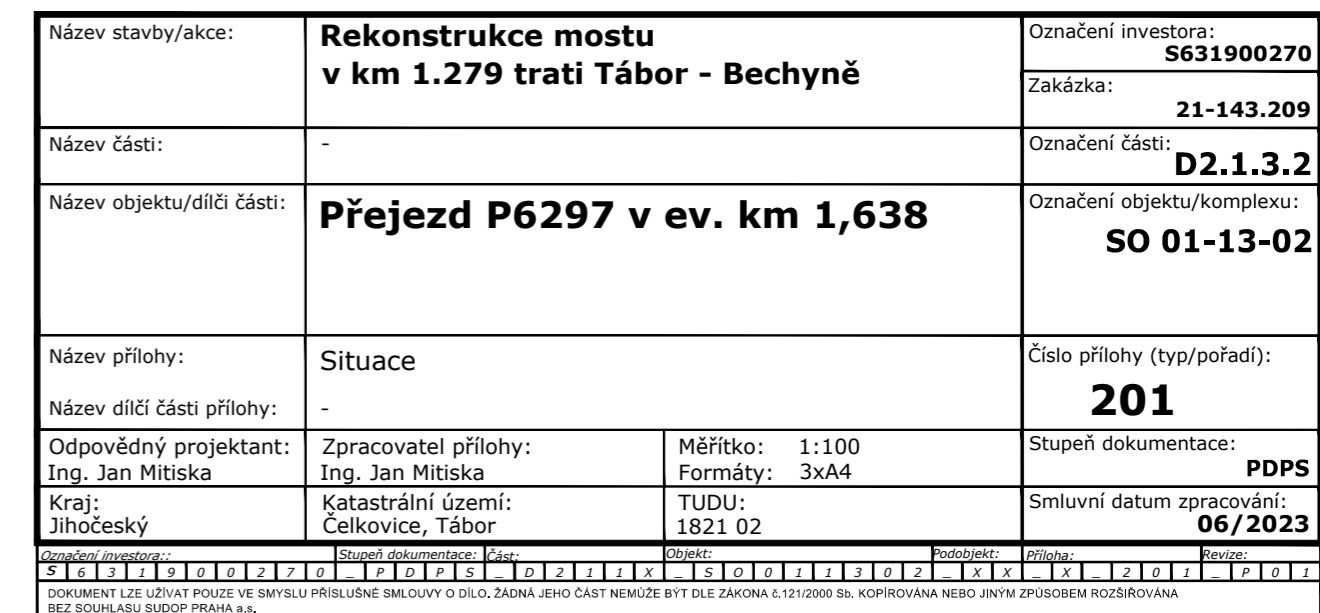 Název stavby/akce:
Rekonstrukce mostu
v km 1.279 trati Tábor - Bechyně
Označení investora:
S631900270
Zakázka:
21-143.209
Název části:
-
Označení části:
D2.1.3.2
Název objektu/dílči části:
Přejezd P6297 v ev. km 1,638
Označení objektu/komplexu:
SO 01-13-02
Název přílohy:
Situace
Název dílčí části přílohy:
-
Číslo přílohy (typ/pořadí):
201
Odpovědný projektant:
Ing. Jan Mitiska
Zpracovatel přílohy:
Ing. Jan Mitiska
Měřítko: 1:100
Formáty: 3xA4
Stupeň dokumentace:
PDPS
Kraj:
Jihočeský
Katastrální území:
Čelkovice, Tábor
TUDU:
1821 02
Smluvní datum zpracování:
06/2023
Označení investora:: Stupeň dokumentace: Část: Objekt: Podobjekt: Příloha: Revize:
S 6 3 1 9 0 0 2 7 0 _ P D P S _ D 2 1 1 X _ S O 0 1 1 3 0 2 _ X X _ X _ 2 0 1 _ P 0 1
DOKUMENT LZE UŽÍVAT POUZE VE SMYSLU PŘÍSLUŠNÉ SMLOUVY O DÍLO. ŽÁDNÁ JEHO ČÁST NEMŮŽE BÝT DLE ZÁKONA č.121/2000 Sb. KOPÍROVÁNA NEBO JINÝM ZPŮSOBEM ROZŠIŘOVÁNA
BEZ SOUHLASU SUDOP PRAHA a.s.